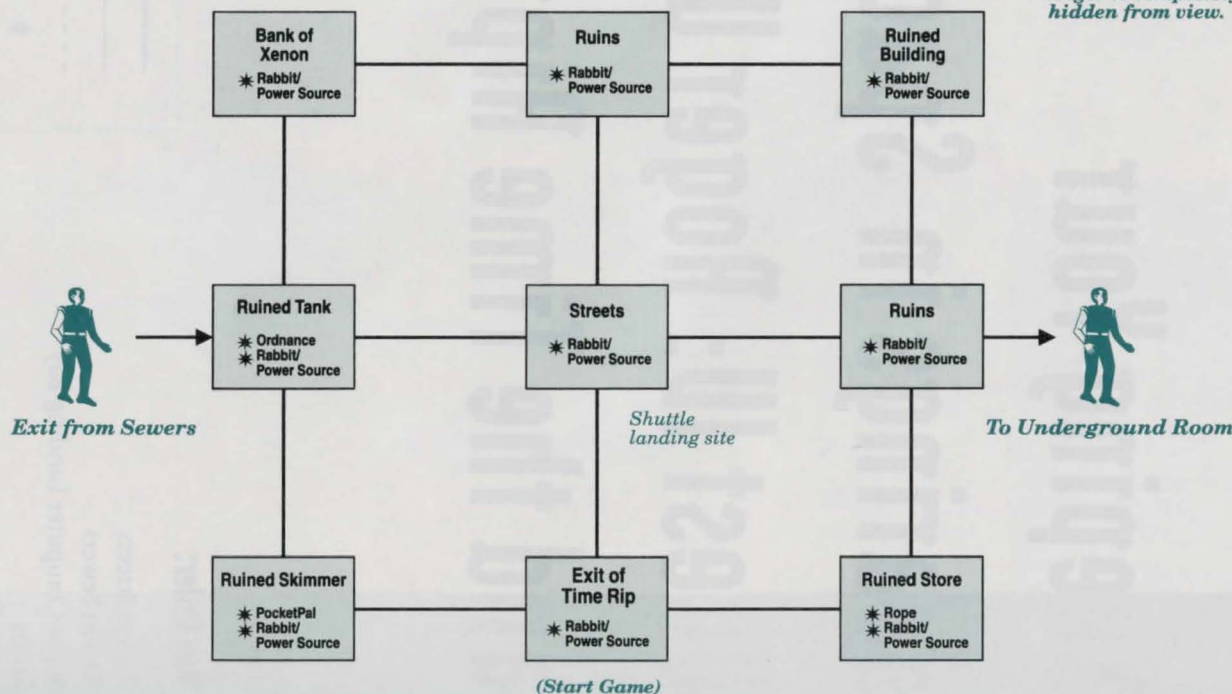 hidden from view.
Bank of
Xenon
✷ Rabbit/
Power Source
Ruins
✷ Rabbit/
Power Source
Ruined
Building
✷ Rabbit/
Power Source
Exit from Sewers
Ruined Tank
✷ Ordnance
✷ Rabbit/
Power Source
Streets
✷ Rabbit/
Power Source
Shuttle
landing site
Ruins
✷ Rabbit/
Power Source
To Underground Room
Ruined Skimmer
✷ PocketPal
✷ Rabbit/
Power Source
Exit of
Time Rip
✷ Rabbit/
Power Source
(Start Game)
Ruined Store
✷ Rope
✷ Rabbit/
Power Source